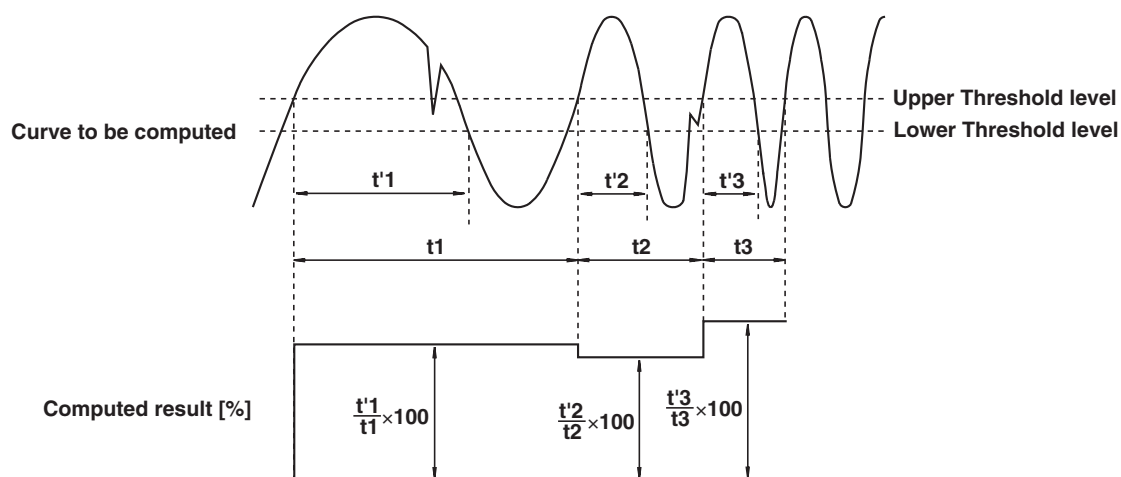 Upper Threshold level
Curve to be computed
Lower Threshold level
t'1
t'2
t'3
t1
t2
t3
Computed result [%]
t'1/t1×100
t'2/t2×100
t'3/t3×100